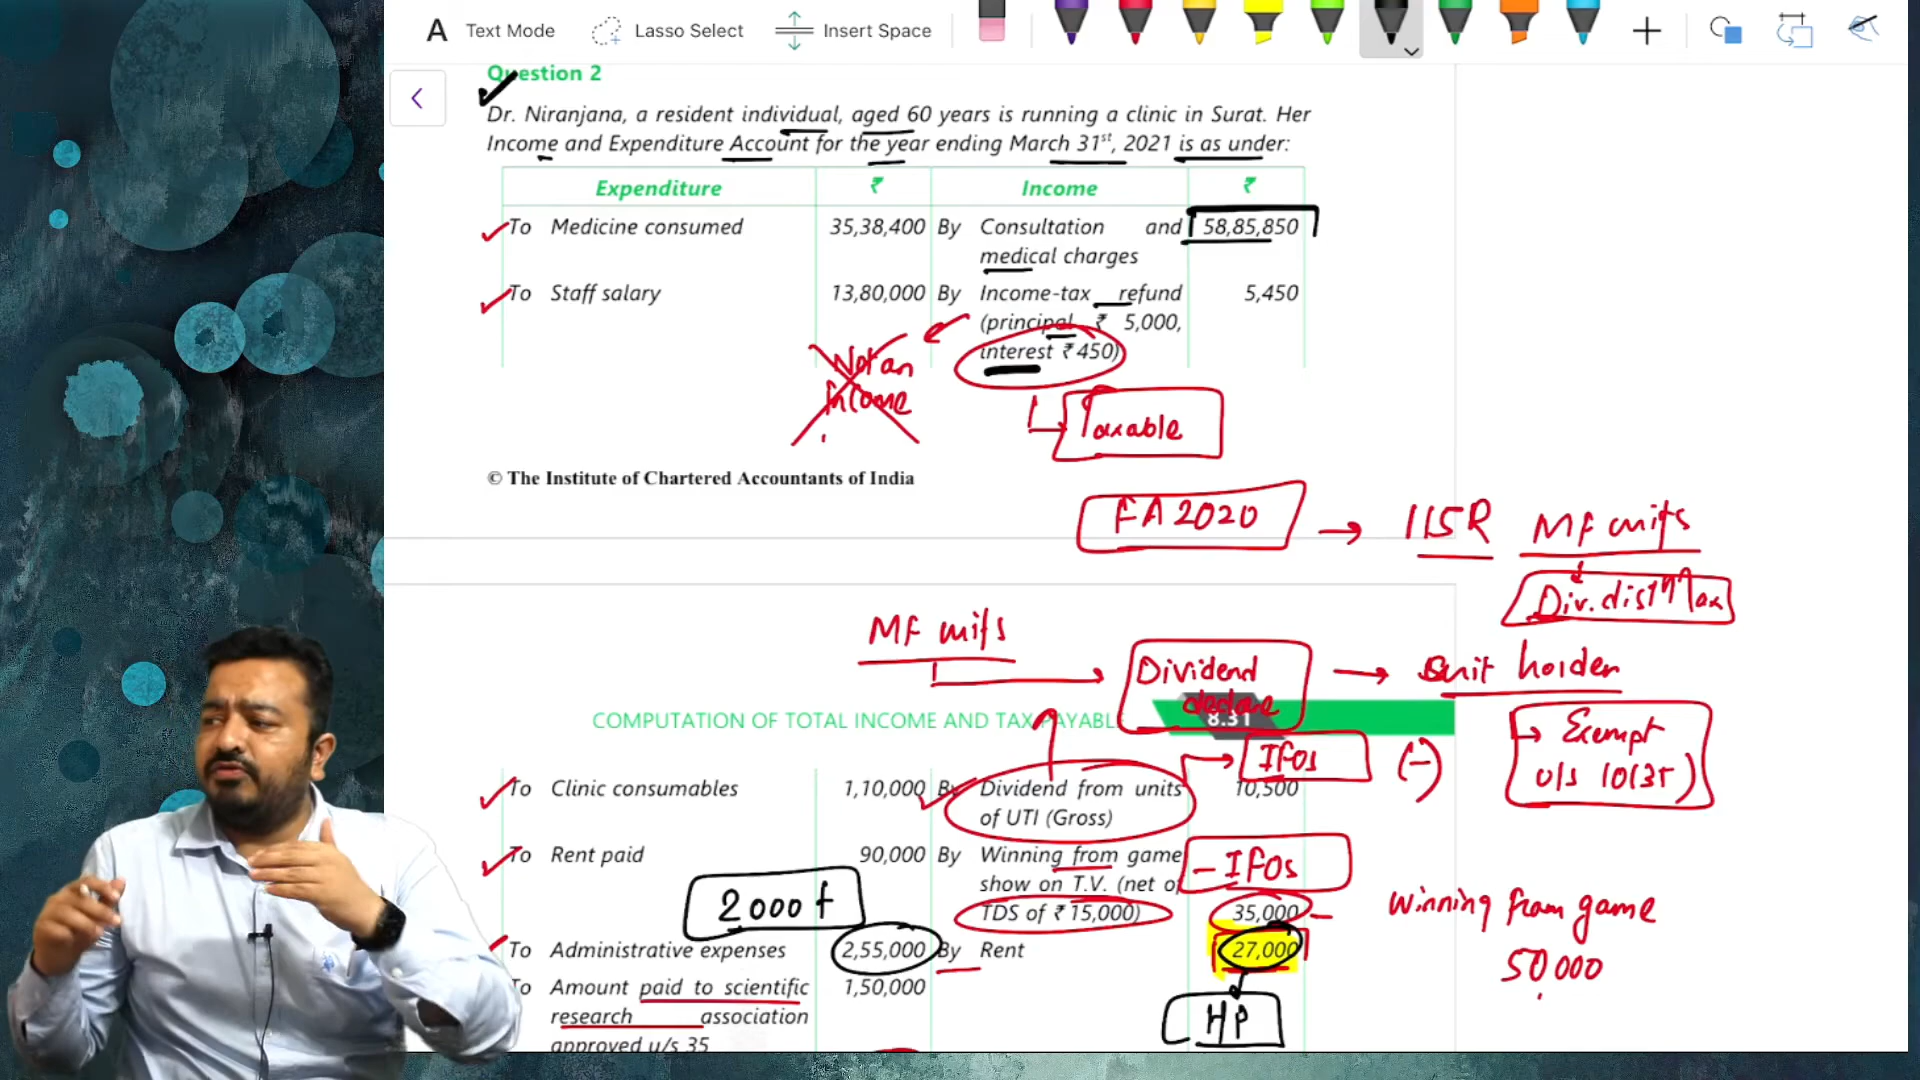 A Text Mode Lasso Select Insert Space
Question 2
Dr. Niranjana, a resident individual, aged 60 years is running a clinic in Surat. Her
Income and Expenditure Account for the year ending March 31st, 2021 is as under:
Expenditure ₹ Income ₹
To Medicine consumed 35,38,400 By Consultation and 58,85,850
medical charges
To Staff salary 13,80,000 By Income-tax refund 5,450
(principal ₹ 5,000,
interest ₹ 450)
Not an
Income
Taxable
© The Institute of Chartered Accountants of India
FA 2020 → 115R MF units
MF units
Dividend → unit holder
declare
COMPUTATION OF TOTAL INCOME AND TAX PAYABLE 8.31
Exempt
u/s 10(35)
IFOS (-)
To Clinic consumables 1,10,000 By Dividend from units 10,500
of UTI (Gross)
To Rent paid 90,000 By Winning from game
show on T.V. (net of
TDS of ₹ 15,000) 35,000
- IFOS
Winning from game
50,000
2000 f
To Administrative expenses 2,55,000 By Rent 27,000
To Amount paid to scientific 1,50,000
research association
approved u/s 35
HP